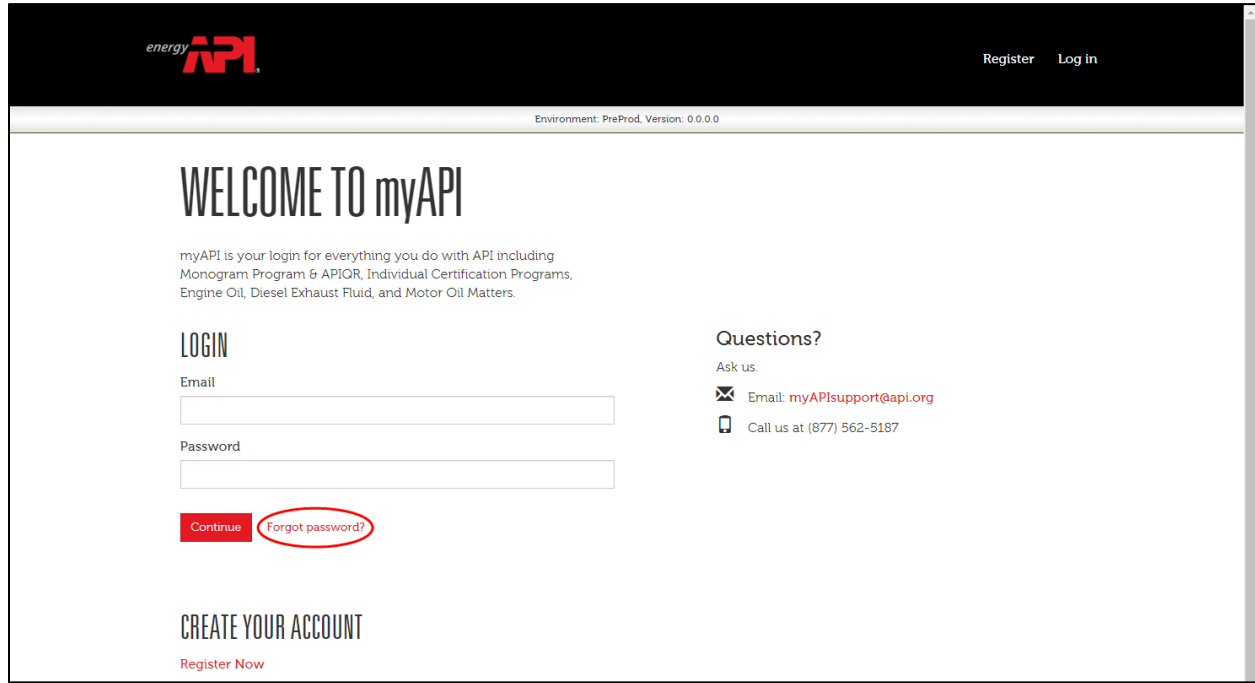 energy API
Register Log in
Environment: PreProd, Version: 0.0.0.0
WELCOME TO myAPI
myAPI is your login for everything you do with API including
Monogram Program & APIQR, Individual Certification Programs,
Engine Oil, Diesel Exhaust Fluid, and Motor Oil Matters.
LOGIN
Email
Password
Continue Forgot password?
Questions?
Ask us.
Email: myAPIsupport@api.org
Call us at (877) 562-5187
CREATE YOUR ACCOUNT
Register Now